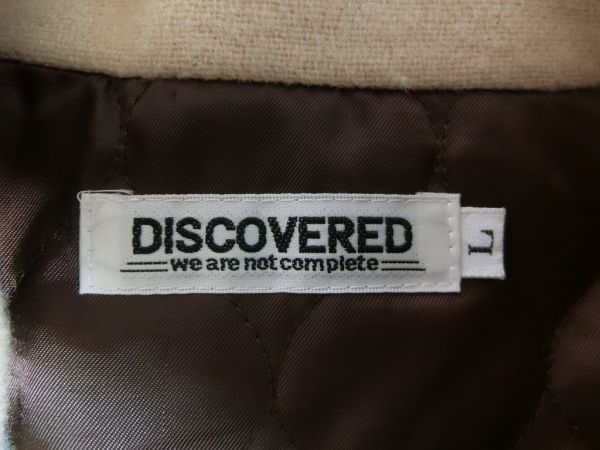 DISCOVERED
we are not complete
L